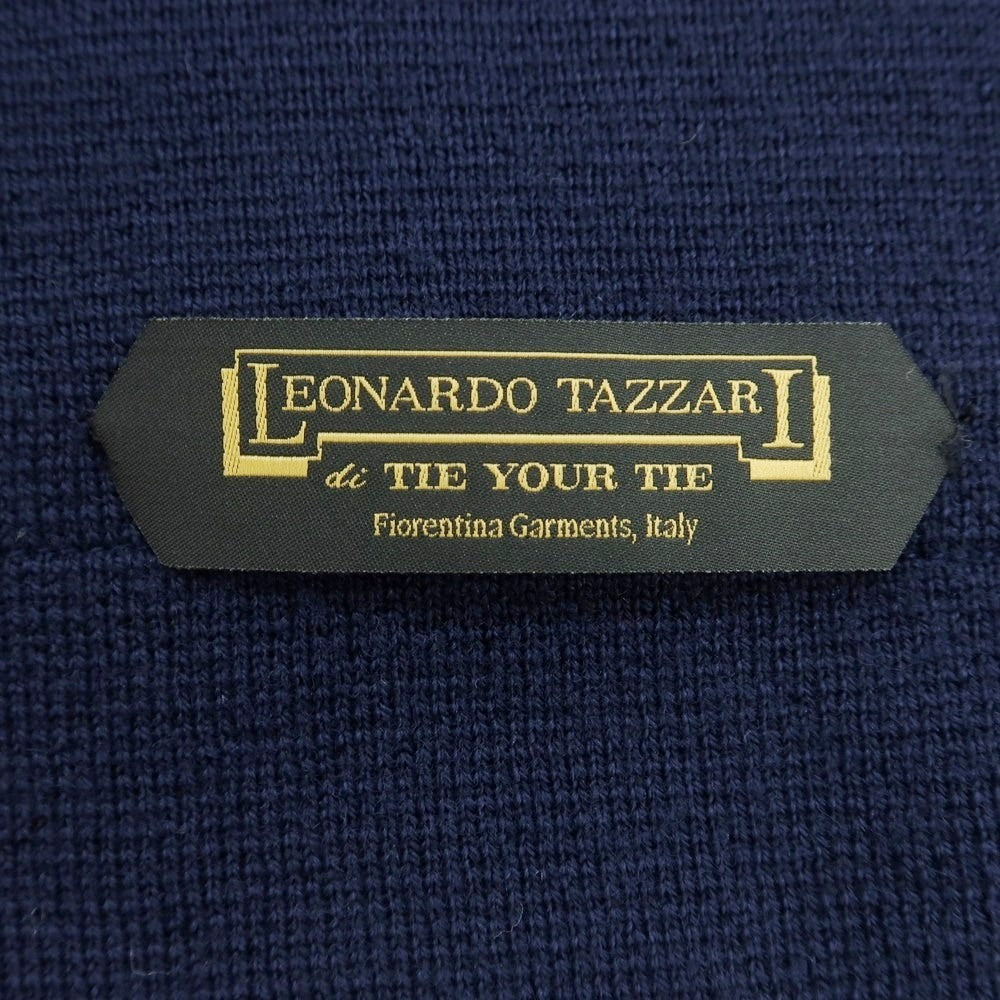 LEONARDO TAZZARI
di TIE YOUR TIE
Fiorentina Garments, Italy